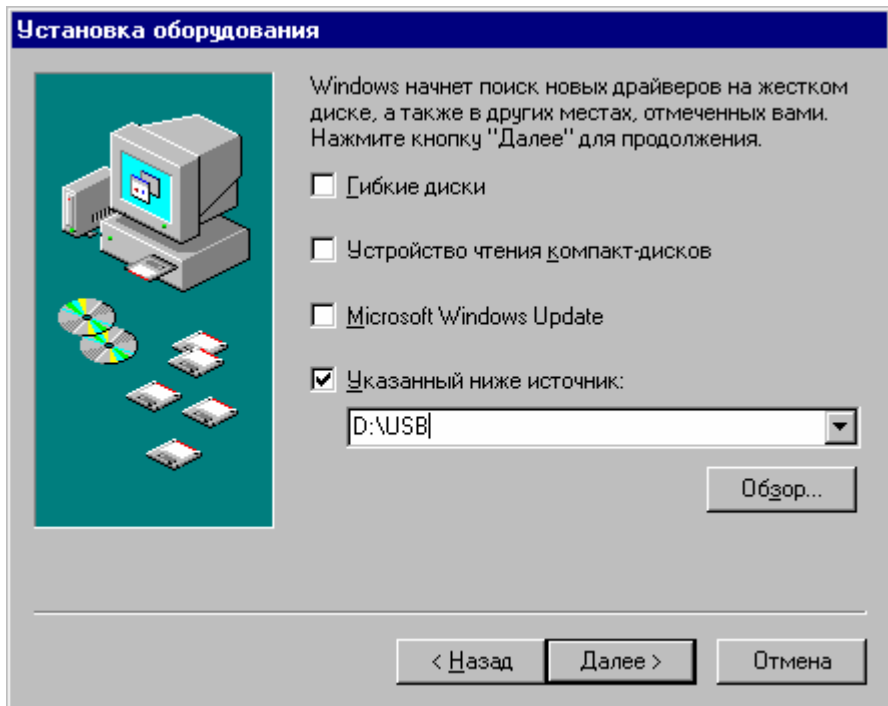 Установка оборудования
Windows начнет поиск новых драйверов на жестком
диске, а также в других местах, отмеченных вами.
Нажмите кнопку "Далее" для продолжения.
Гибкие диски
Устройство чтения компакт-дисков
Microsoft Windows Update
Указанный ниже источник:
D:\USB
Обзор...
< Назад
Далее >
Отмена